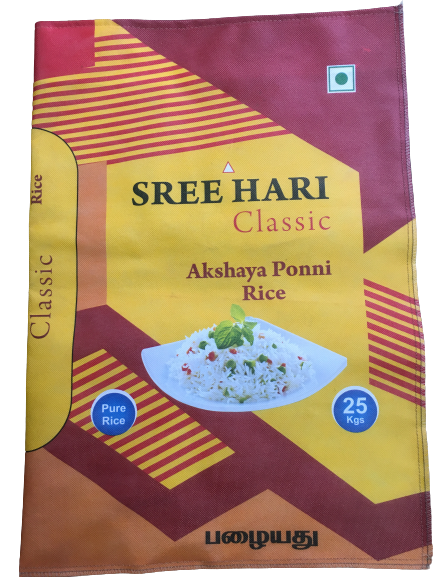 Classic Rice
SREE HARI
Classic
Akshaya Ponni
Rice
Pure
Rice
25
Kgs
பழையது